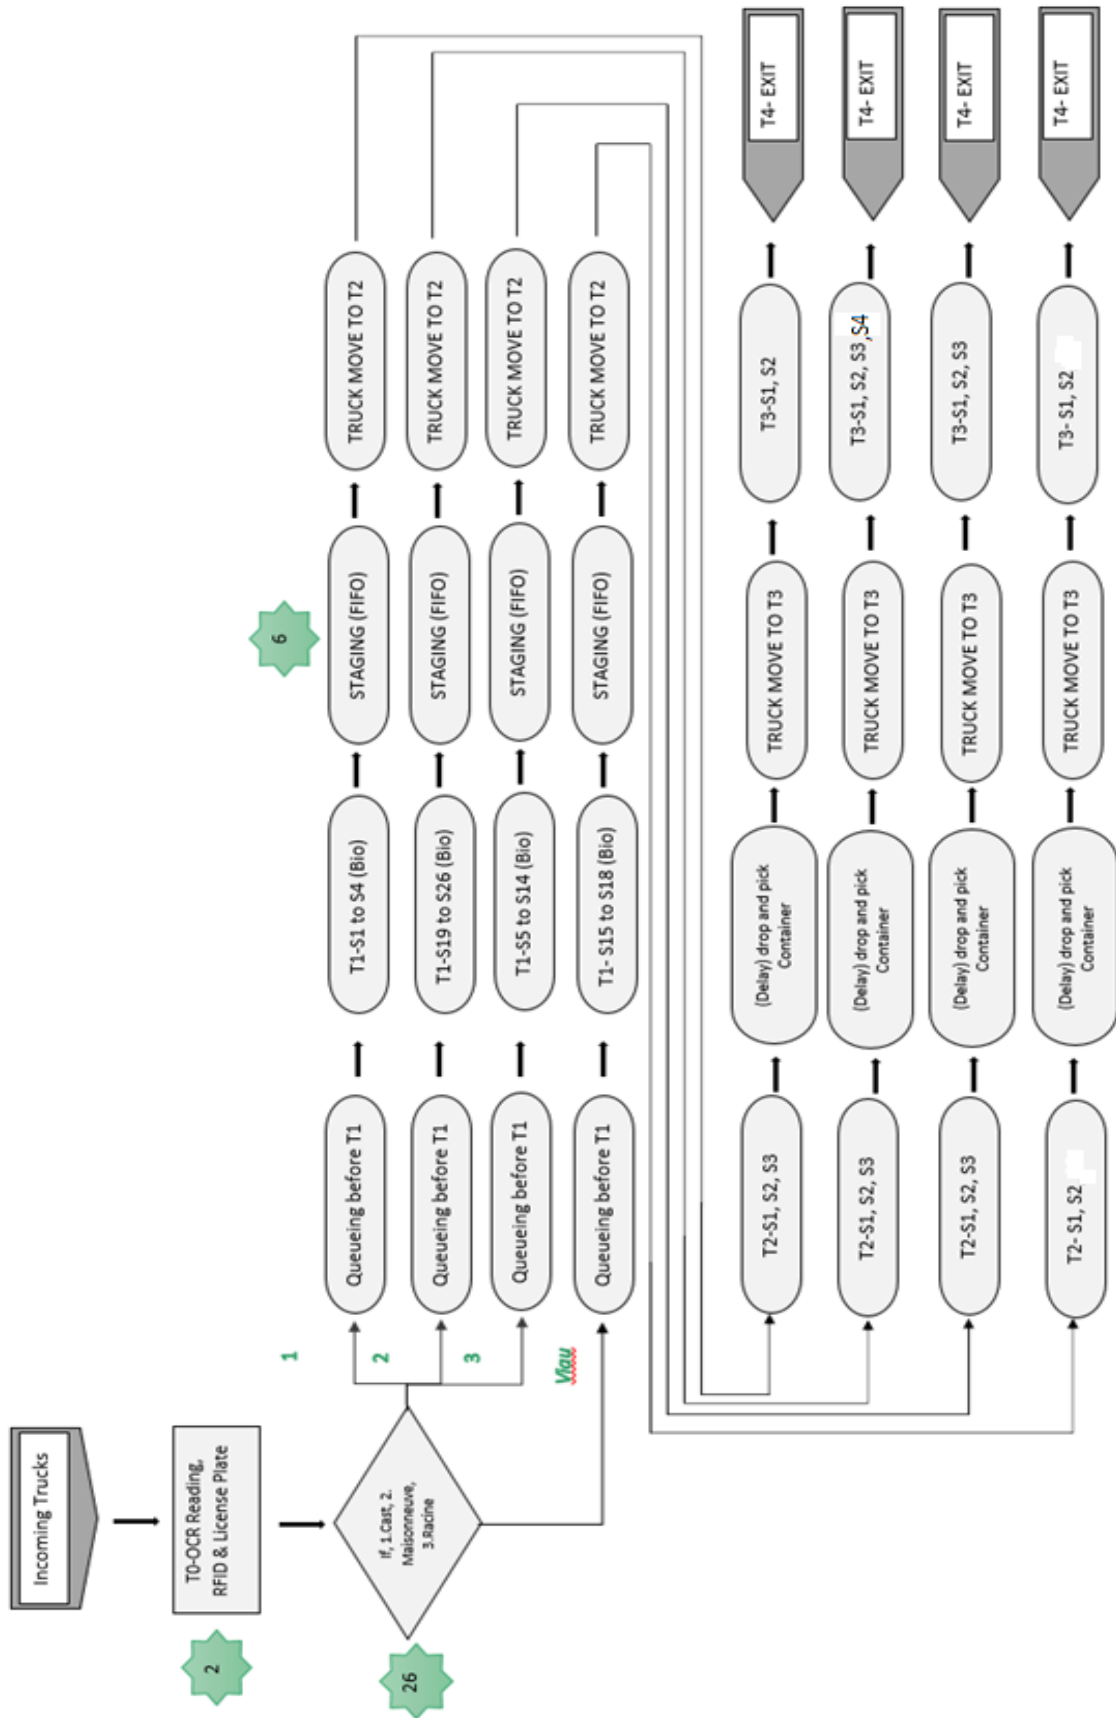 Incoming Trucks
2
T0-OCR Reading,
RFID & License Plate
26
If, 1.Cast, 2.
Maisonneuve,
3.Racine
1
Queueing before T1
T1-S1 to S4 (Bio)
6
STAGING (FIFO)
TRUCK MOVE TO T2
2
Queueing before T1
T1-S19 to S26 (Bio)
STAGING (FIFO)
TRUCK MOVE TO T2
3
Queueing before T1
T1-S5 to S14 (Bio)
STAGING (FIFO)
TRUCK MOVE TO T2
Viau
Queueing before T1
T1- S15 to S18 (Bio)
STAGING (FIFO)
TRUCK MOVE TO T2
T2-S1, S2, S3
(Delay) drop and pick
Container
TRUCK MOVE TO T3
T3-S1, S2
T4- EXIT
T2-S1, S2, S3
(Delay) drop and pick
Container
TRUCK MOVE TO T3
T3-S1, S2, S3,S4
T4- EXIT
T2-S1, S2, S3
(Delay) drop and pick
Container
TRUCK MOVE TO T3
T3-S1, S2, S3
T4- EXIT
T2- S1, S2
(Delay) drop and pick
Container
TRUCK MOVE TO T3
T3- S1, S2
T4- EXIT